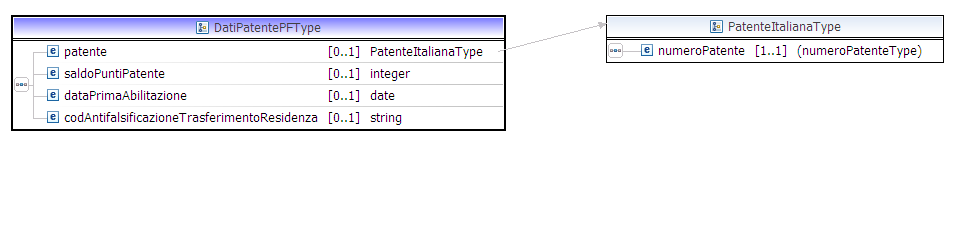 DatiPatentePFType
e patente [0..1] PatenteItalianaType
e saldoPuntiPatente [0..1] integer
e dataPrimaAbilitazione [0..1] date
e codAntifalsificazioneTrasferimentoResidenza [0..1] string
PatenteItalianaType
e numeroPatente [1..1] (numeroPatenteType)